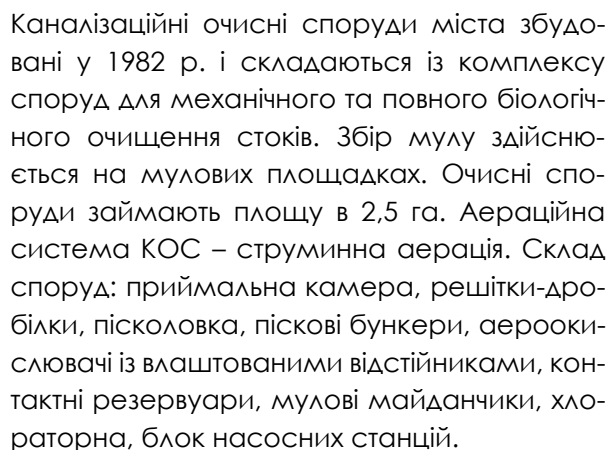 Каналізаційні очисні споруди міста збудо-
вані у 1982 р. і складаються із комплексу
споруд для механічного та повного біологіч-
ного очищення стоків. Збір мулу здійсню-
ється на мулових площадках. Очисні спо-
руди займають площу в 2,5 га. Аераційна
система КОС – струминна аерація. Склад
споруд: приймальна камера, решітки-дро-
білки, пісколовка, піскові бункери, аерооки-
слювачі із влаштованими відстійниками, кон-
тактні резервуари, мулові майданчики, хло-
раторна, блок насосних станцій.